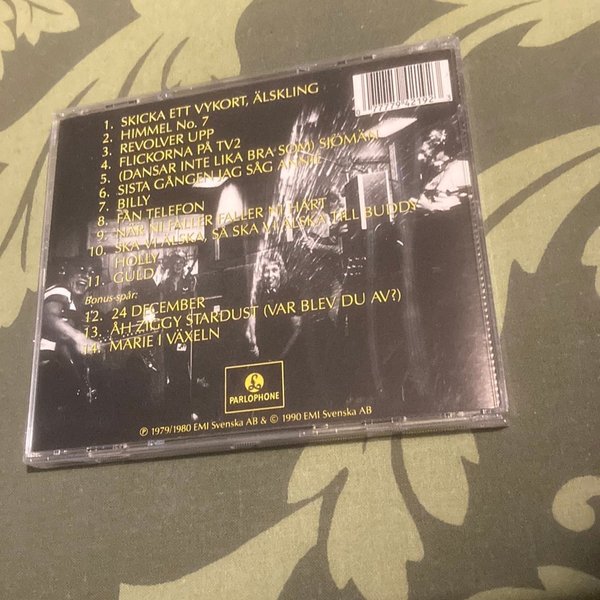 1. SKICKA ETT VYKORT, ÄLSKLING
2. HIMMEL No. 7
3. REVOLVER UPP
4. FLICKORNA PÅ TV2
5. (DANSAR INTE LIKA BRA SOM) SJÖMÄN
6. SISTA GÅNGEN JAG SÅG ANNIE
7. BILLY
8. FAN TELEFON
9. NÄR NI FALLER FALLER NI HÅRT
10. SKA VI ÄLSKA, SÅ SKA VI ÄLSKA TILL BUDDY
HOLLY
11. GULD
Bonus-spår:
12. 24 DECEMBER
13. ÅH ZIGGY STARDUST (VAR BLEV DU AV?)
14. MARIE I VÄXELN
0 77779 42192
£
PARLOPHONE
℗ 1979/1980 EMI Svenska AB & © 1990 EMI Svenska AB